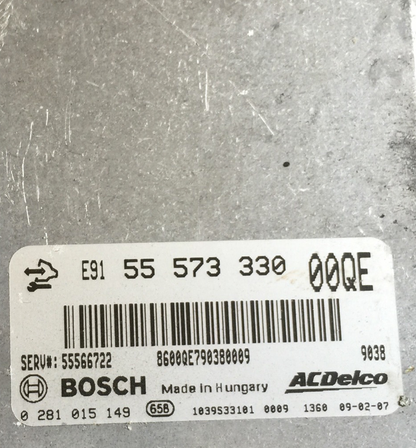 E91 55 573 330 00QE
SERV#: 55566722 8600QE790380009 9038
BOSCH Made in Hungary ACDelco
0 281 015 149 658 1039S33101 0009 1360 09-02-07